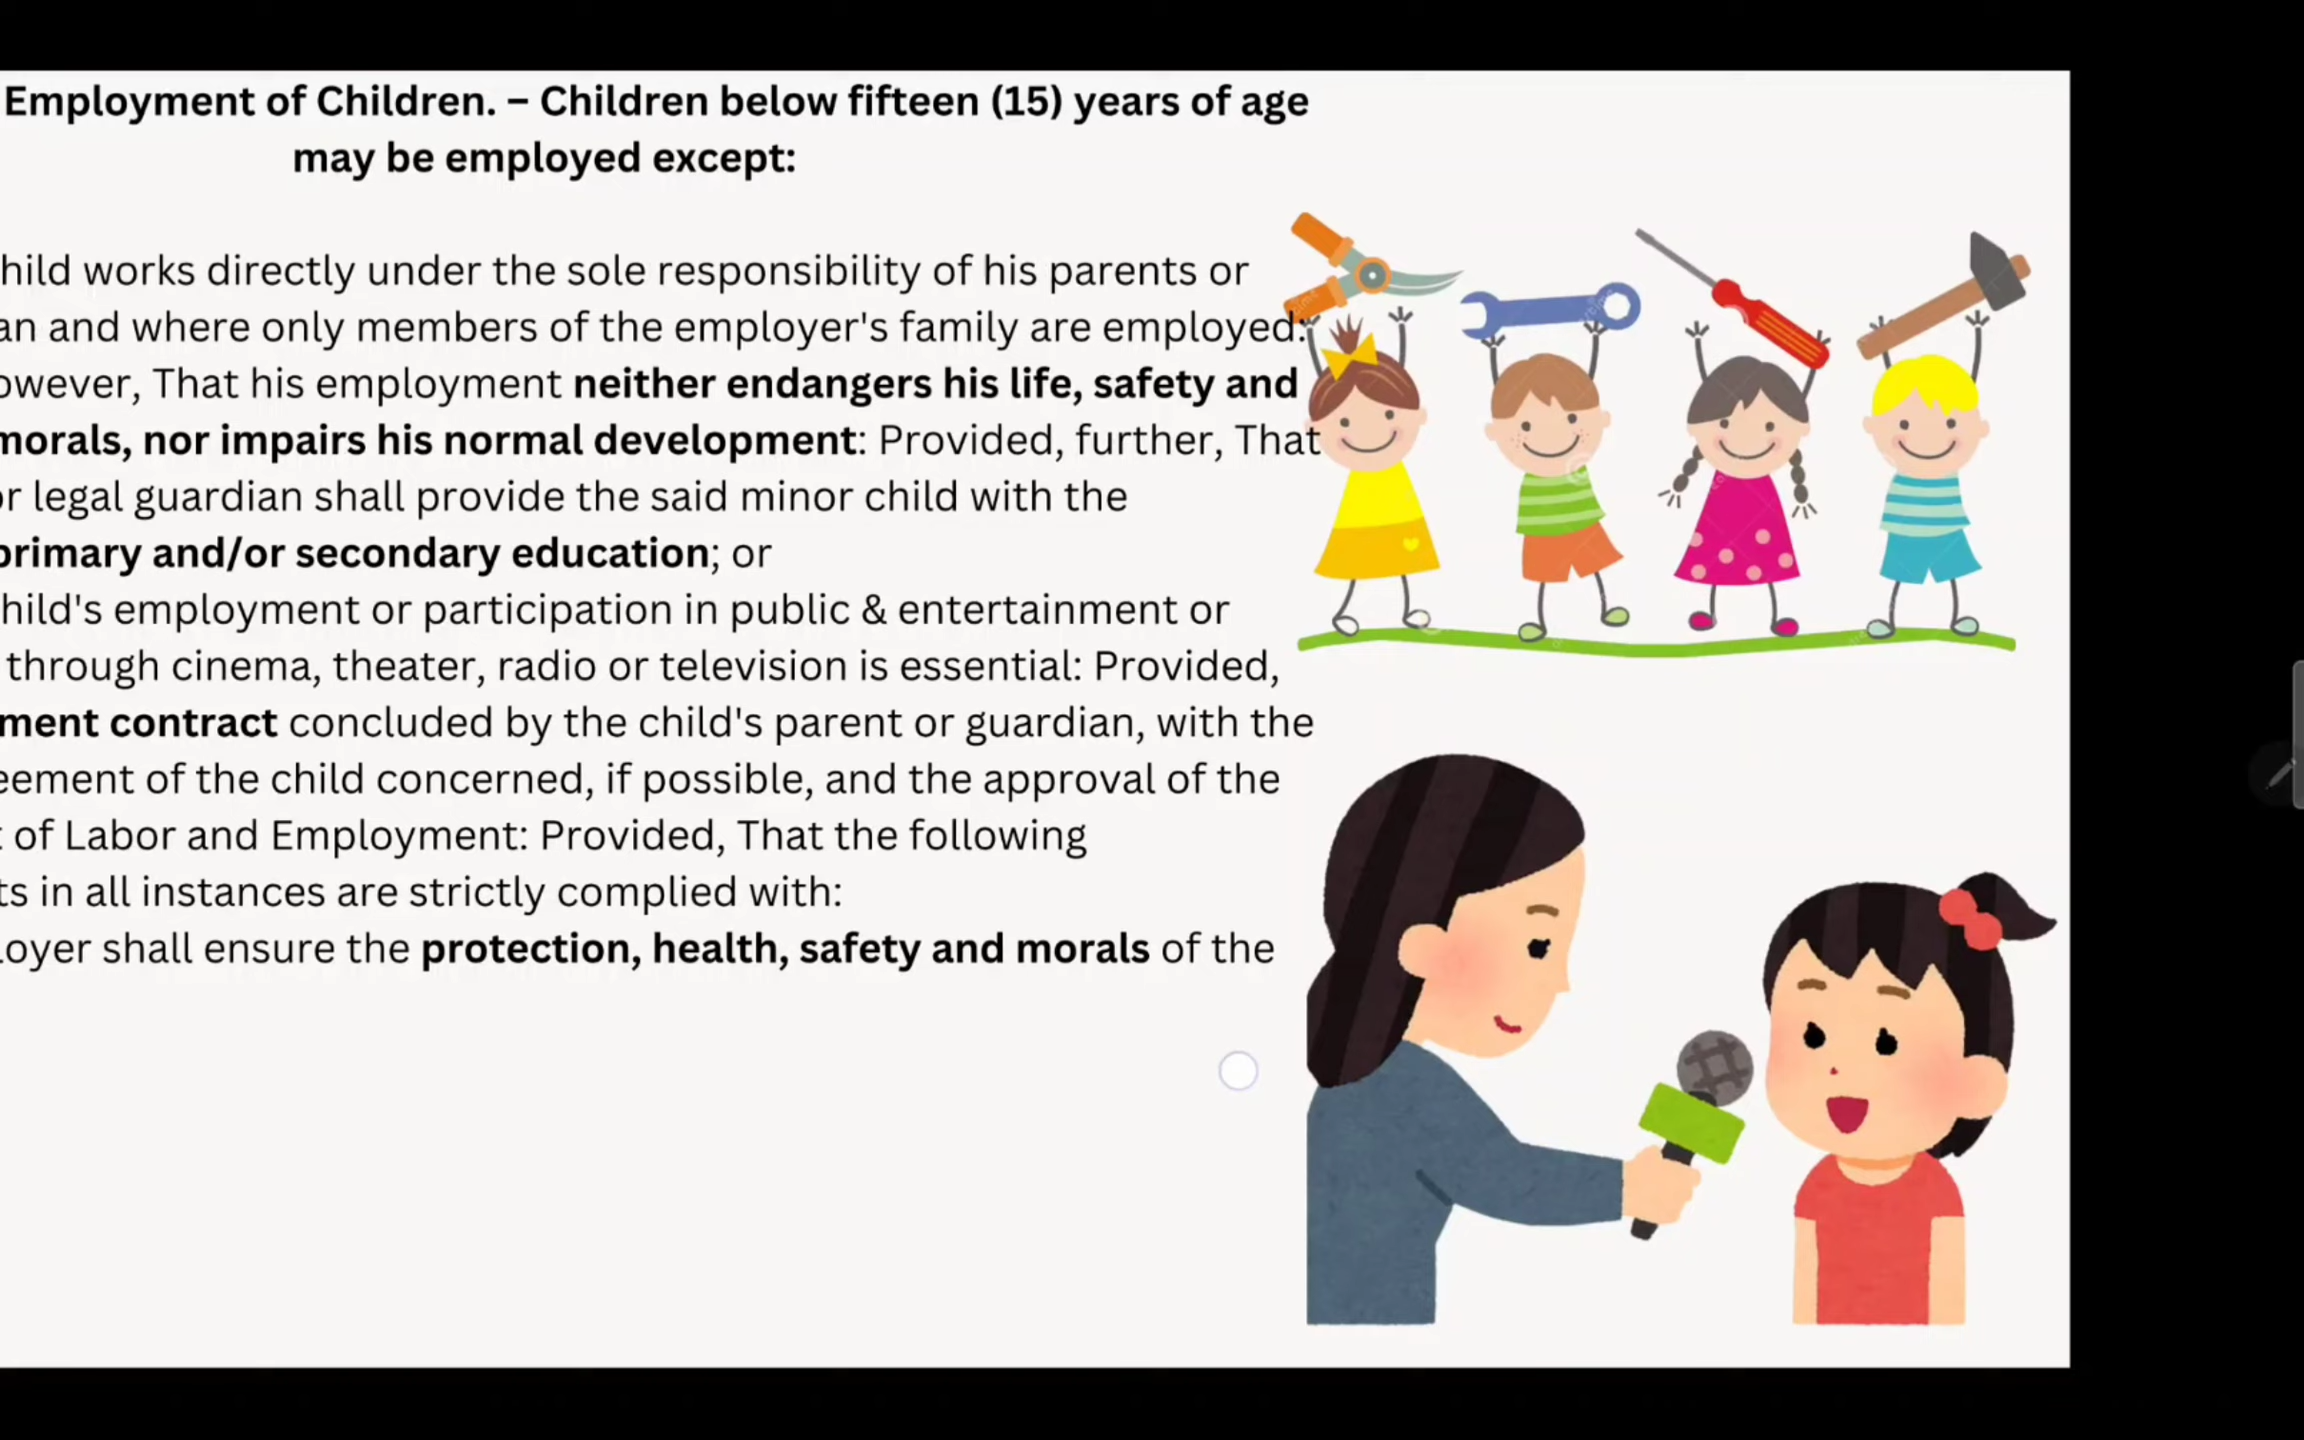 Employment of Children. – Children below fifteen (15) years of age
may be employed except:
hild works directly under the sole responsibility of his parents or
an and where only members of the employer's family are employed:
owever, That his employment neither endangers his life, safety and
morals, nor impairs his normal development: Provided, further, That
or legal guardian shall provide the said minor child with the
primary and/or secondary education; or
hild's employment or participation in public & entertainment or
through cinema, theater, radio or television is essential: Provided,
ment contract concluded by the child's parent or guardian, with the
eement of the child concerned, if possible, and the approval of the
t of Labor and Employment: Provided, That the following
ts in all instances are strictly complied with:
loyer shall ensure the protection, health, safety and morals of the